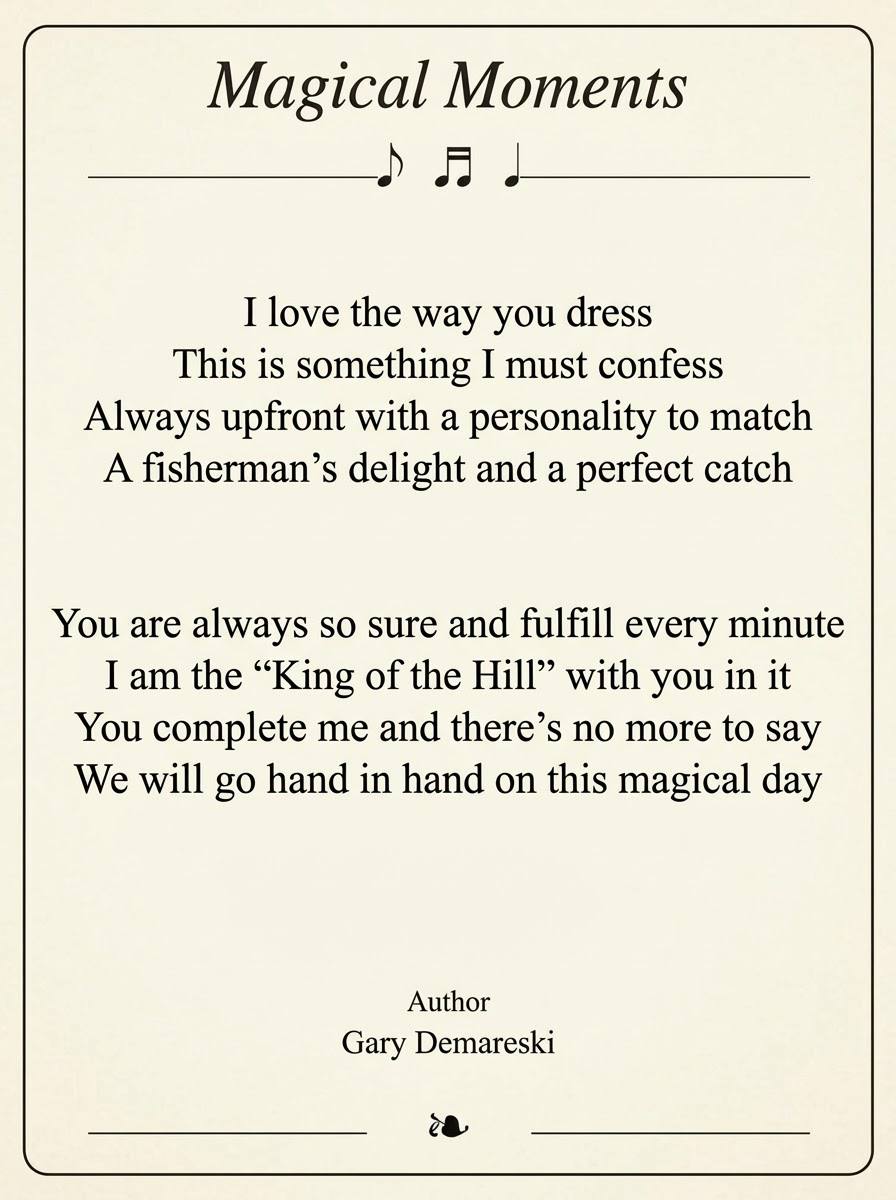 Magical Moments
I love the way you dress
This is something I must confess
Always upfront with a personality to match
A fisherman’s delight and a perfect catch
You are always so sure and fulfill every minute
I am the “King of the Hill” with you in it
You complete me and there’s no more to say
We will go hand in hand on this magical day
Author
Gary Demareski